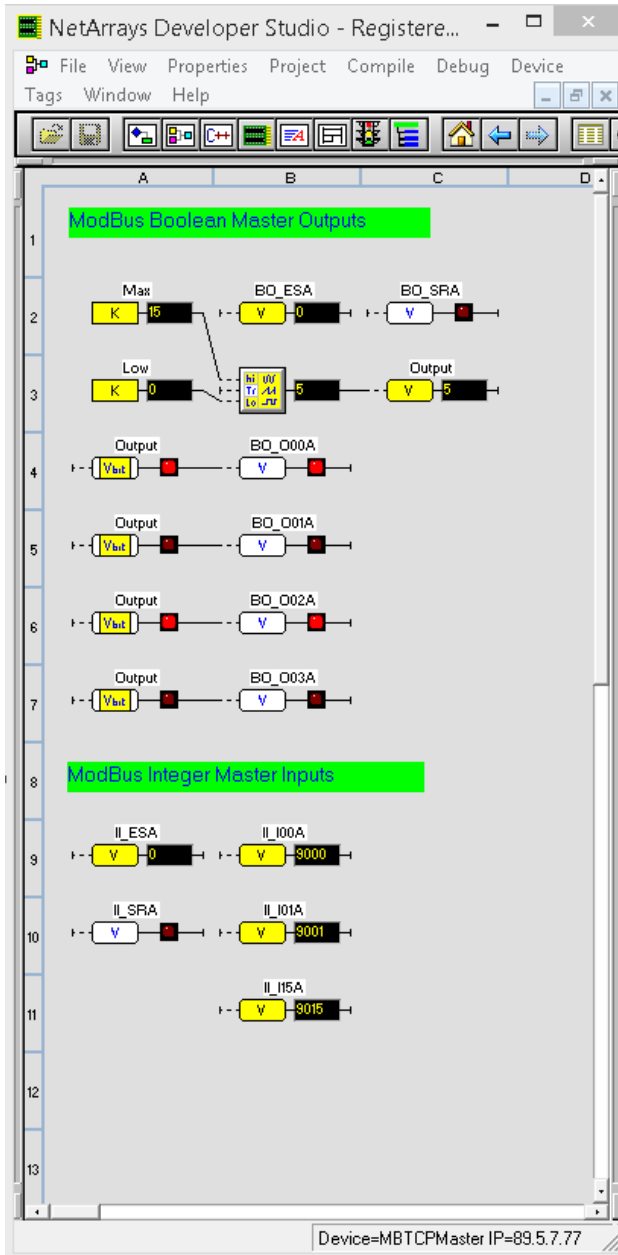 NetArrays Developer Studio - Registere...
File View Properties Project Compile Debug Device
Tags Window Help
C++
A B C D
1 ModBus Boolean Master Outputs
Max BO_ESA BO_SRA
2 K 15 V 0 V
Low Output
3 K 0 hi Tr Lo 5 V 5
Output BO_O00A
4 Vbit V
Output BO_O01A
5 Vbit V
Output BO_O02A
6 Vbit V
Output BO_O03A
7 Vbit V
8 ModBus Integer Master Inputs
II_ESA II_I00A
9 V 0 V 9000
II_SRA II_I01A
10 V V 9001
II_I15A
11 V 9015
12
13
Device=MBTCPMaster IP=89.5.7.77